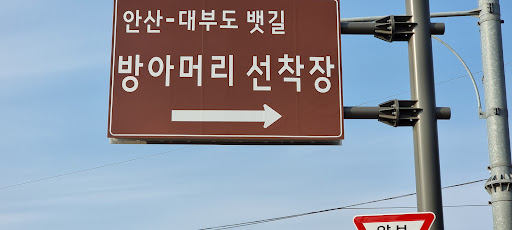 안산-대부도 뱃길
방아머리 선착장
양보